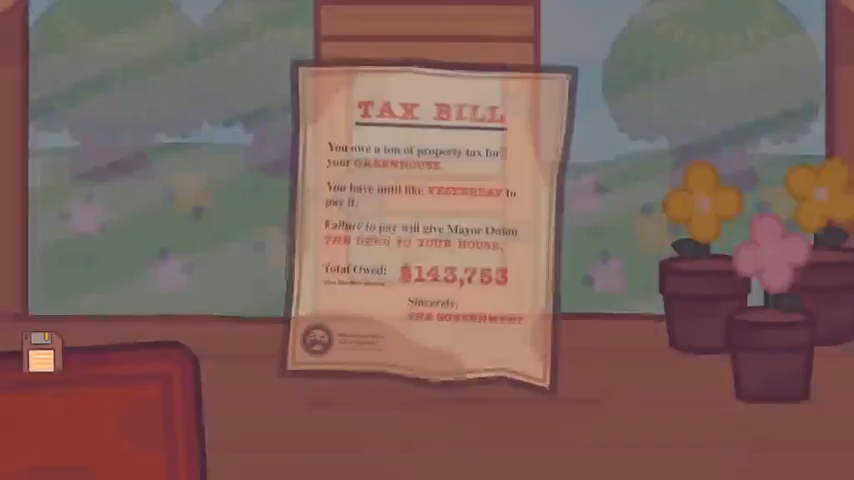 TAX BILL
You owe a ton of property tax for
your GREENHOUSE.
You have until like YESTERDAY to
pay it.
Failure to pay will give Mayor Onion
THE DEED TO YOUR HOUSE.
Total Owed: $143,753
Sincerely,
THE GOVERNMENT